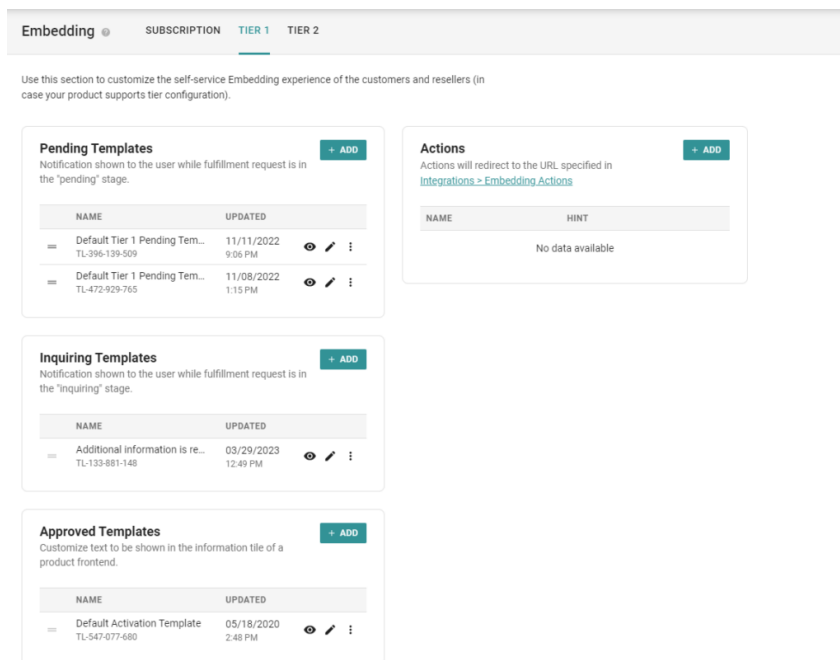 Embedding
SUBSCRIPTION TIER 1 TIER 2
Use this section to customize the self-service Embedding experience of the customers and resellers (in
case your product supports tier configuration).
Pending Templates
+ ADD
Notification shown to the user while fulfillment request is in
the "pending" stage.
NAME UPDATED
Default Tier 1 Pending Tem... 11/11/2022
TL-396-139-509 9:06 PM
Default Tier 1 Pending Tem... 11/08/2022
TL-472-929-765 1:15 PM
Actions
+ ADD
Actions will redirect to the URL specified in
Integrations > Embedding Actions
NAME HINT
No data available
Inquiring Templates
+ ADD
Notification shown to the user while fulfillment request is in
the "inquiring" stage.
NAME UPDATED
Additional information is re... 03/29/2023
TL-133-881-148 12:49 PM
Approved Templates
+ ADD
Customize text to be shown in the information tile of a
product frontend.
NAME UPDATED
Default Activation Template 05/18/2020
TL-547-077-680 2:48 PM